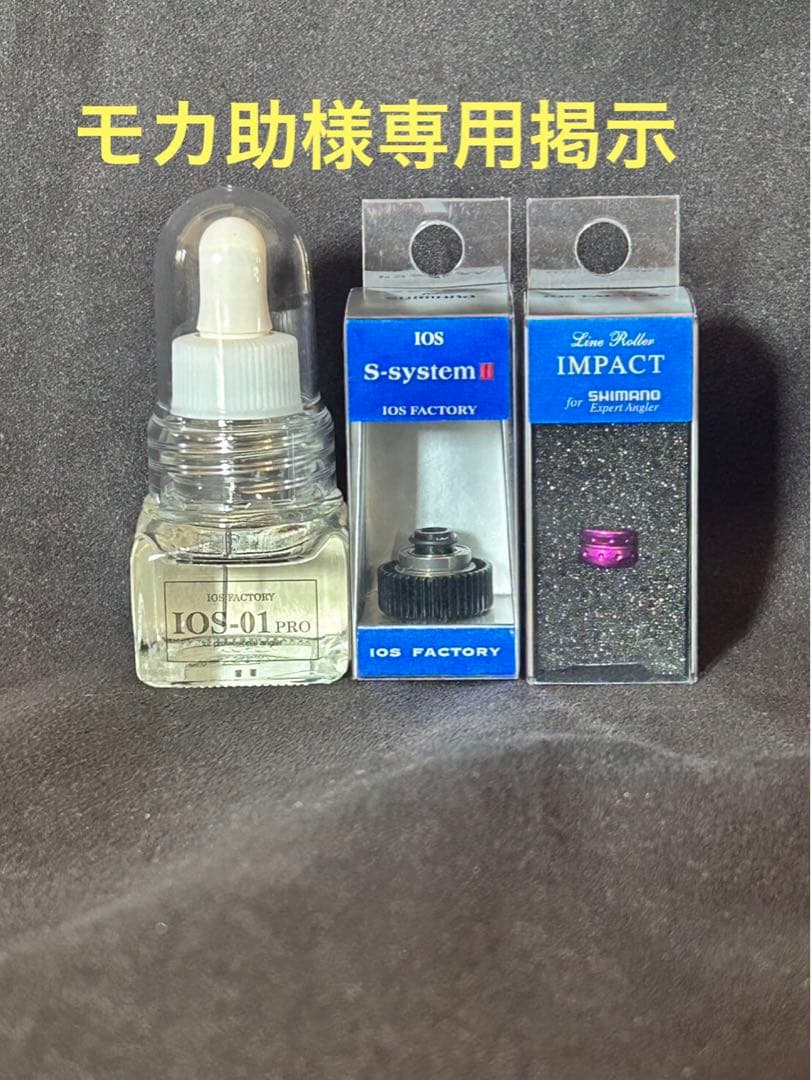 モカ助様専用掲示
IOS FACTORY
IOS-01 PRO
IOS
S-system II
IOS FACTORY
IOS FACTORY
Line Roller
IMPACT
for SHIMANO
Expert Angler